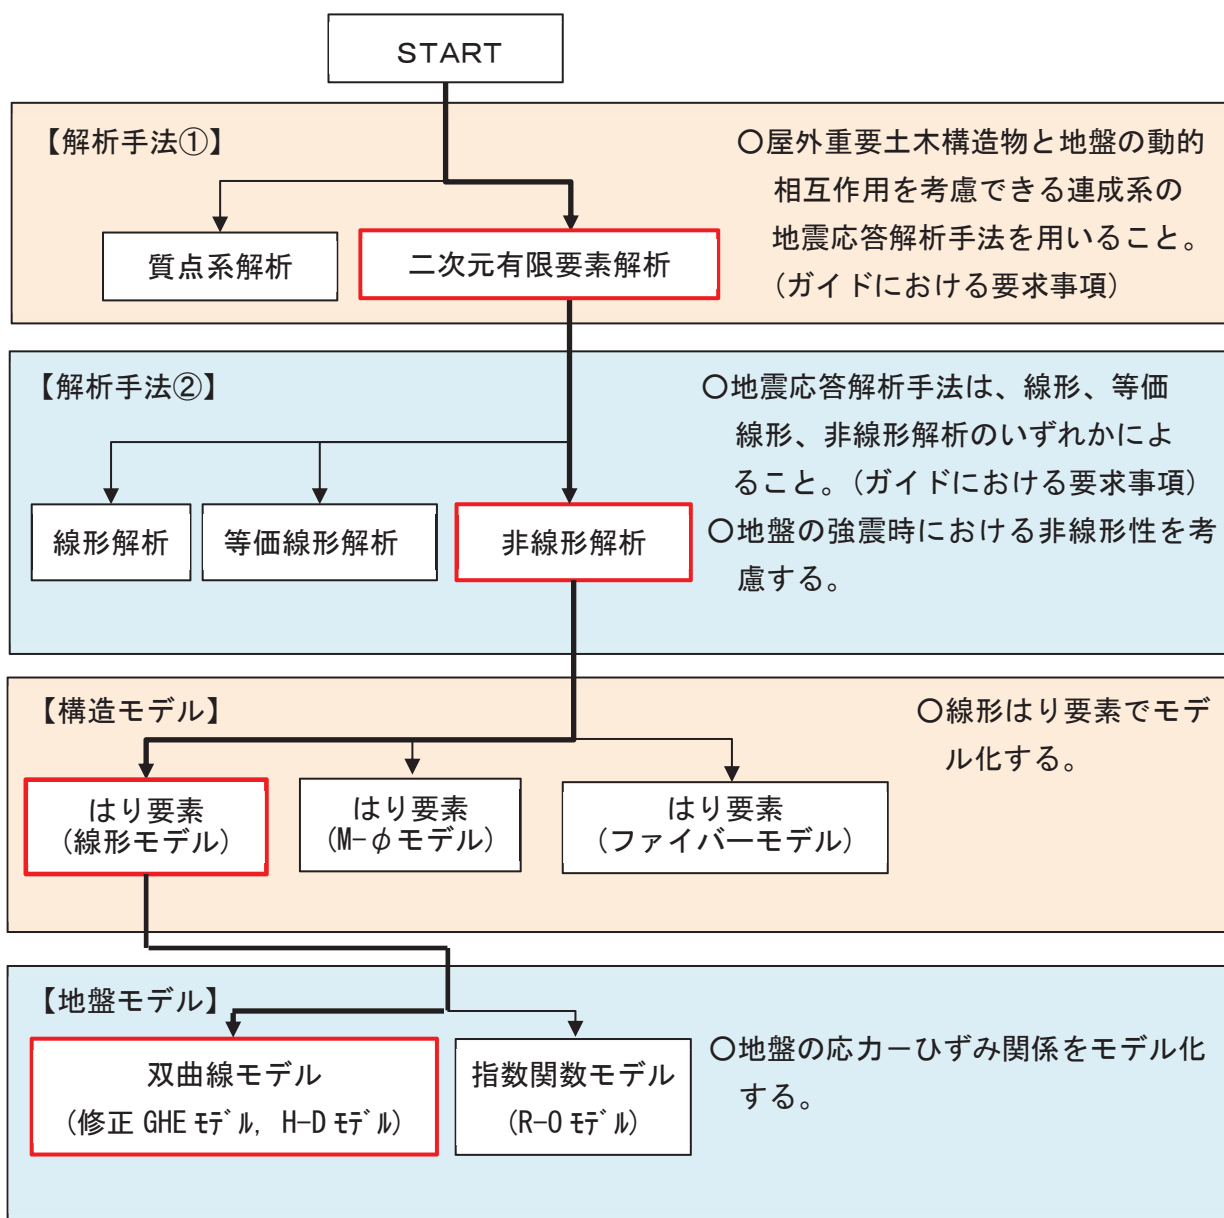 START
【解析手法①】
○屋外重要土木構造物と地盤の動的
相互作用を考慮できる連成系の
地震応答解析手法を用いること。
(ガイドにおける要求事項)
質点系解析
二次元有限要素解析
【解析手法②】
○地震応答解析手法は、線形、等価
線形、非線形解析のいずれかによ
ること。(ガイドにおける要求事項)
○地盤の強震時における非線形性を考
慮する。
線形解析
等価線形解析
非線形解析
【構造モデル】
○線形はり要素でモデ
ル化する。
はり要素
(線形モデル)
はり要素
(M-φモデル)
はり要素
(ファイバーモデル)
【地盤モデル】
○地盤の応力ーひずみ関係をモデル化
する。
双曲線モデル
(修正 GHE ﾓﾃﾞﾙ, H-D ﾓﾃﾞﾙ)
指数関数モデル
(R-O ﾓﾃﾞﾙ)